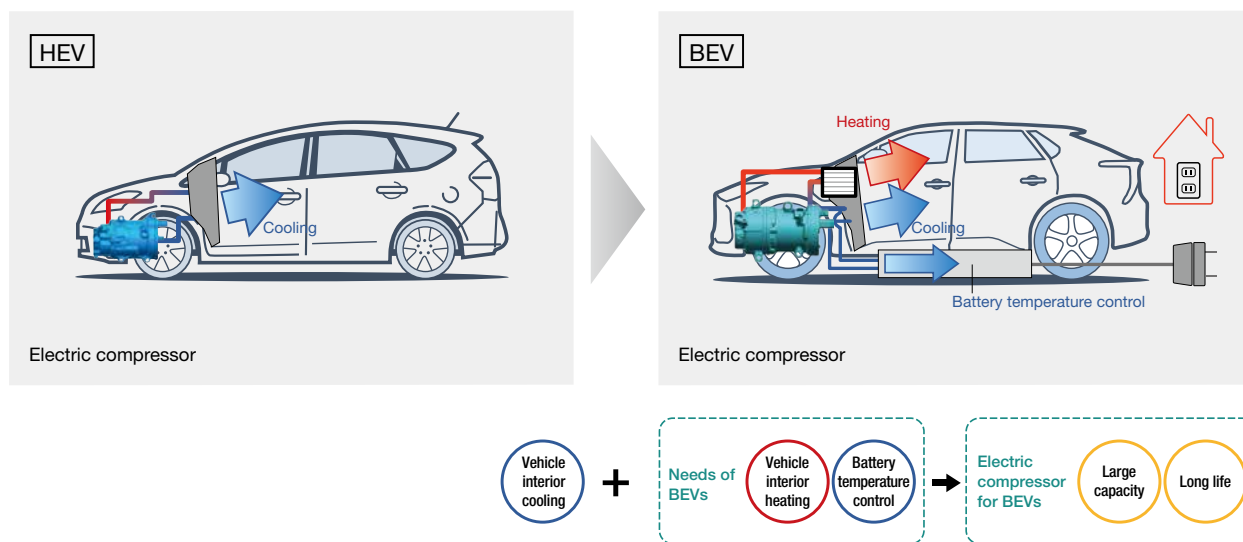 HEV
Cooling
Electric compressor
BEV
Heating
Cooling
Battery temperature control
Electric compressor
Vehicle
interior
cooling
+
Needs of
BEVs
Vehicle
interior
heating
Battery
temperature
control
Electric
compressor
for BEVs
Large
capacity
Long life